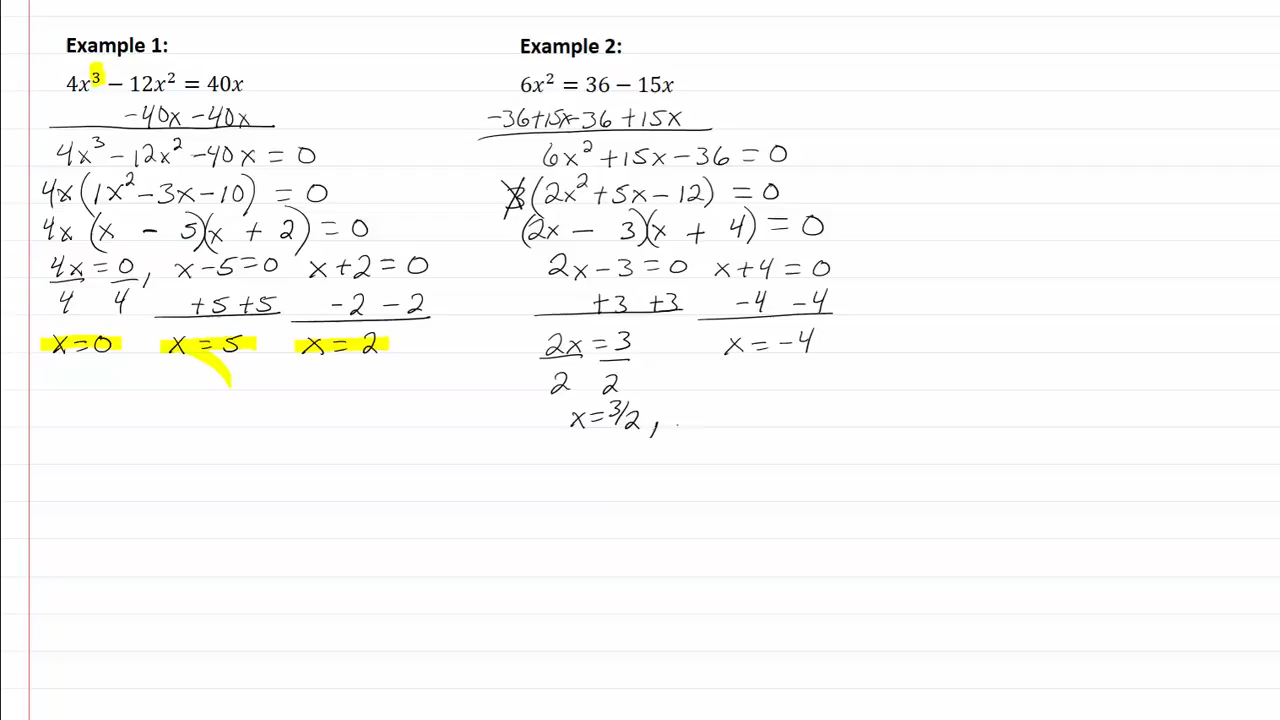 Example 1:
4x³ − 12x² = 40x
-40x -40x
4x³ - 12x² - 40x = 0
4x(1x² - 3x - 10) = 0
4x (x - 5)(x + 2) = 0
4x = 0, x - 5 = 0 x + 2 = 0
4 4 +5 +5 -2 -2
x = 0 x = 5 x = 2
Example 2:
6x² = 36 − 15x
-36+15x -36 +15x
6x² + 15x - 36 = 0
3(2x² + 5x - 12) = 0
(2x - 3)(x + 4) = 0
2x - 3 = 0 x + 4 = 0
+3 +3 -4 -4
2x = 3 x = -4
2 2
x = 3/2 ,